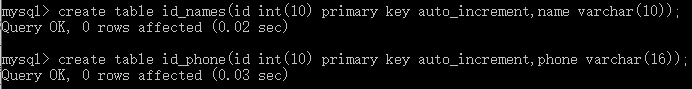 mysql> create table id_names(id int(10) primary key auto_increment,name varchar(10));
Query OK, 0 rows affected (0.02 sec)
mysql> create table id_phone(id int(10) primary key auto_increment,phone varchar(16));
Query OK, 0 rows affected (0.03 sec)